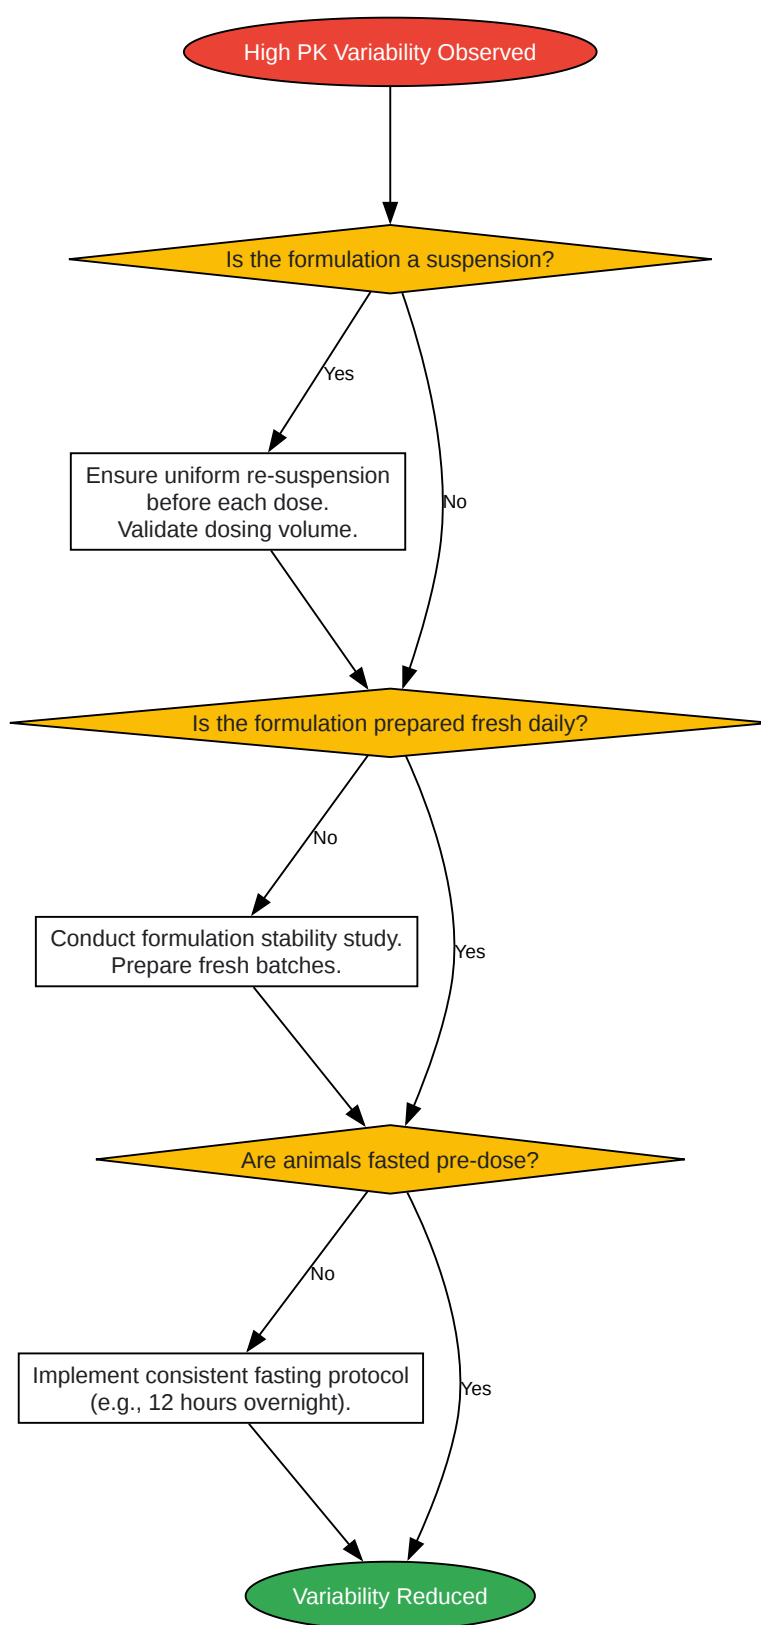 High PK Variability Observed
Is the formulation a suspension?
Yes
Ensure uniform re-suspension
before each dose.
Validate dosing volume.
No
Is the formulation prepared fresh daily?
No
Conduct formulation stability study.
Prepare fresh batches.
Yes
Are animals fasted pre-dose?
No
Implement consistent fasting protocol
(e.g., 12 hours overnight).
Yes
Variability Reduced